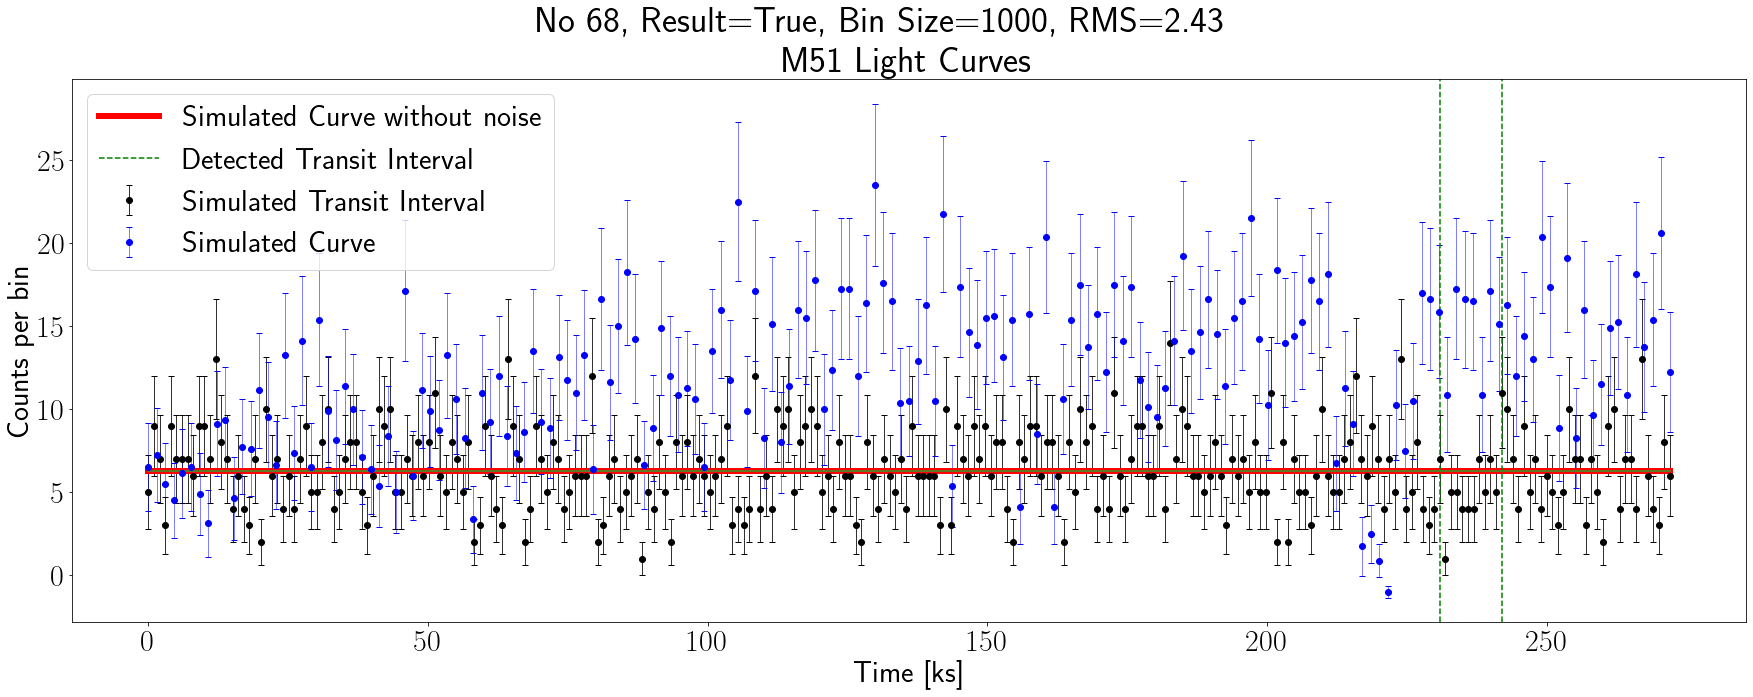 No 68, Result=True, Bin Size=1000, RMS=2.43
M51 Light Curves
Simulated Curve without noise
Detected Transit Interval
Simulated Transit Interval
Simulated Curve
Counts per bin
25
20
15
10
5
0
0 50 100 150 200 250
Time [ks]